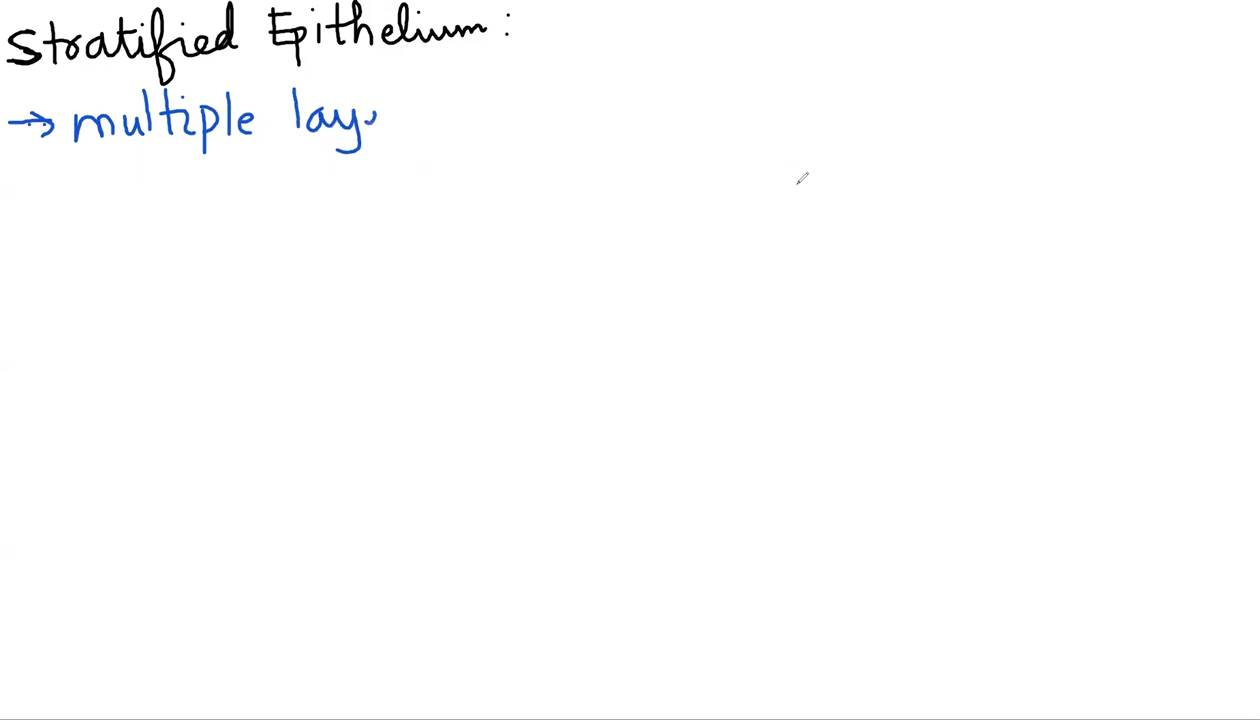 Stratified Epithelium :
→ multiple lay